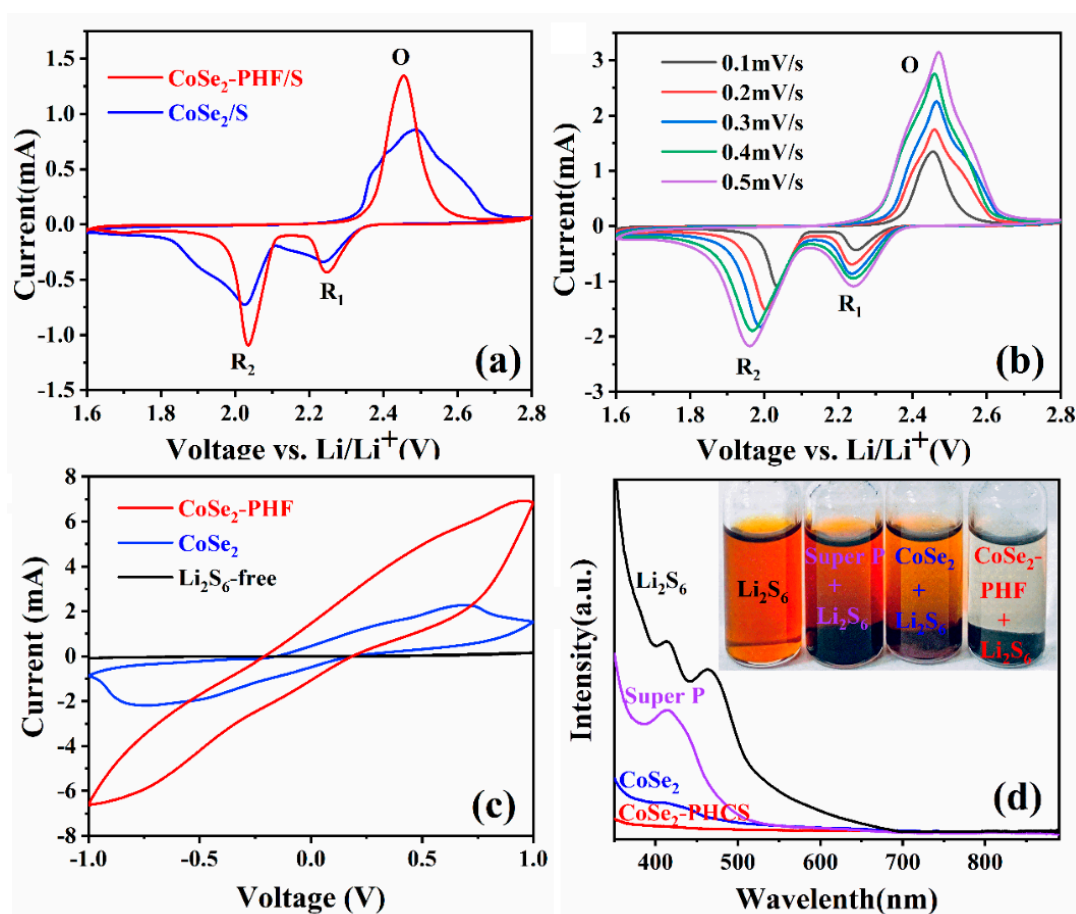 1.5
1.0
0.5
0.0
-0.5
-1.0
-1.5
Current(mA)
CoSe₂-PHF/S
CoSe₂/S
O
R₁
R₂
(a)
1.6 1.8 2.0 2.2 2.4 2.6 2.8
Voltage vs. Li/Li⁺(V)
3
2
1
0
-1
-2
-3
Current(mA)
0.1mV/s
0.2mV/s
0.3mV/s
0.4mV/s
0.5mV/s
O
R₁
R₂
(b)
1.6 1.8 2.0 2.2 2.4 2.6 2.8
Voltage vs. Li/Li⁺(V)
8
6
4
2
0
-2
-4
-6
-8
Current (mA)
CoSe₂-PHF
CoSe₂
Li₂S₆-free
(c)
-1.0 -0.5 0.0 0.5 1.0
Voltage (V)
Intensity(a.u.)
Li₂S₆
Super P
CoSe₂
CoSe₂-PHCS
Li₂S₆
Super P
+
Li₂S₆
CoSe₂
+
Li₂S₆
CoSe₂-
PHF
+
Li₂S₆
(d)
400 500 600 700 800
Wavelenth(nm)